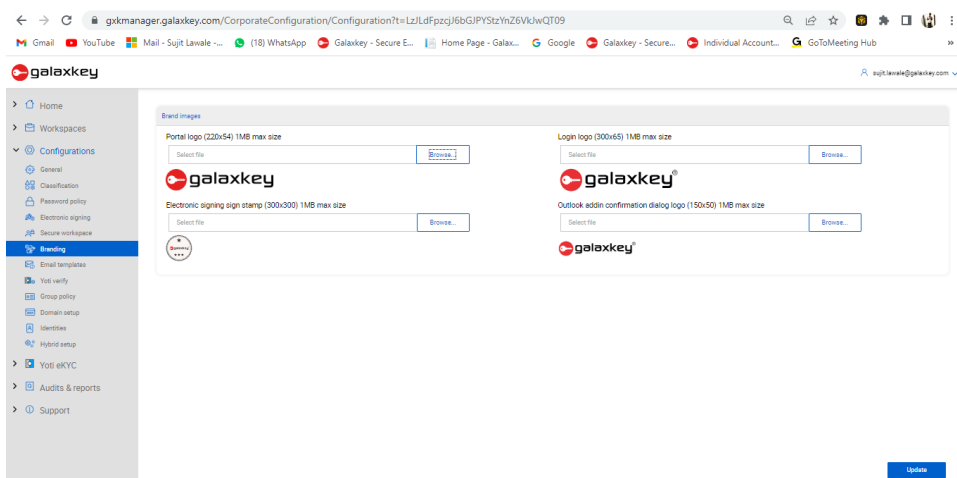 gxkmanager.galaxkey.com/CorporateConfiguration/Configuration?t=LzJLdFpzcjJ6bGJPYStzYnZ6VkJwQT09
Gmail YouTube Mail - Sujit Lawale -... (18) WhatsApp Galaxkey - Secure E... Home Page - Galax... Google Galaxkey - Secure... Individual Account... GoToMeeting Hub »
galaxkey sujit.lawale@galaxkey.com
Home
Workspaces
Configurations
General
Classification
Password policy
Electronic signing
Secure workspace
Branding
Email templates
Yoti verify
Group policy
Domain setup
Identities
Hybrid setup
Yoti eKYC
Audits & reports
Support
Brand images
Portal logo (220x54) 1MB max size
Select file Browse...
galaxkey
Login logo (300x65) 1MB max size
Select file Browse...
galaxkey®
Electronic signing sign stamp (300x300) 1MB max size
Select file Browse...
Outlook addin confirmation dialog logo (150x50) 1MB max size
Select file Browse...
galaxkey®
Update